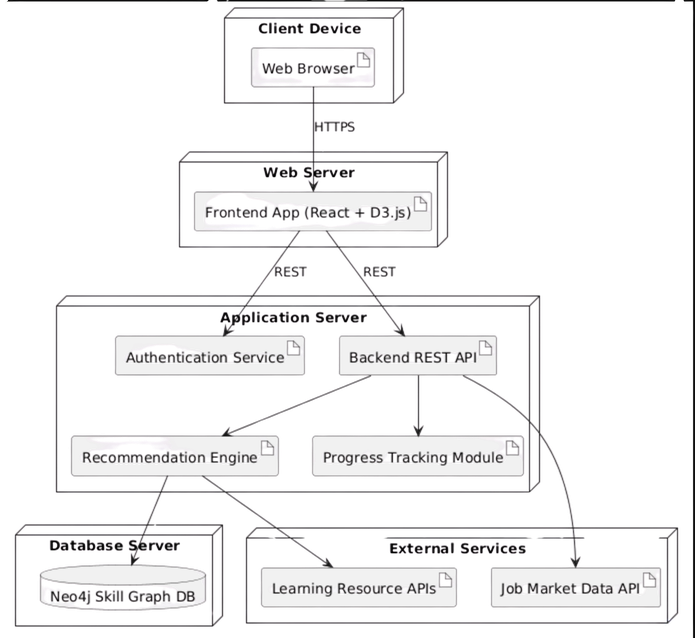 Client Device
Web Browser
HTTPS
Web Server
Frontend App (React + D3.js)
REST
REST
Application Server
Authentication Service
Backend REST API
Recommendation Engine
Progress Tracking Module
Database Server
External Services
Neo4j Skill Graph DB
Learning Resource APIs
Job Market Data API